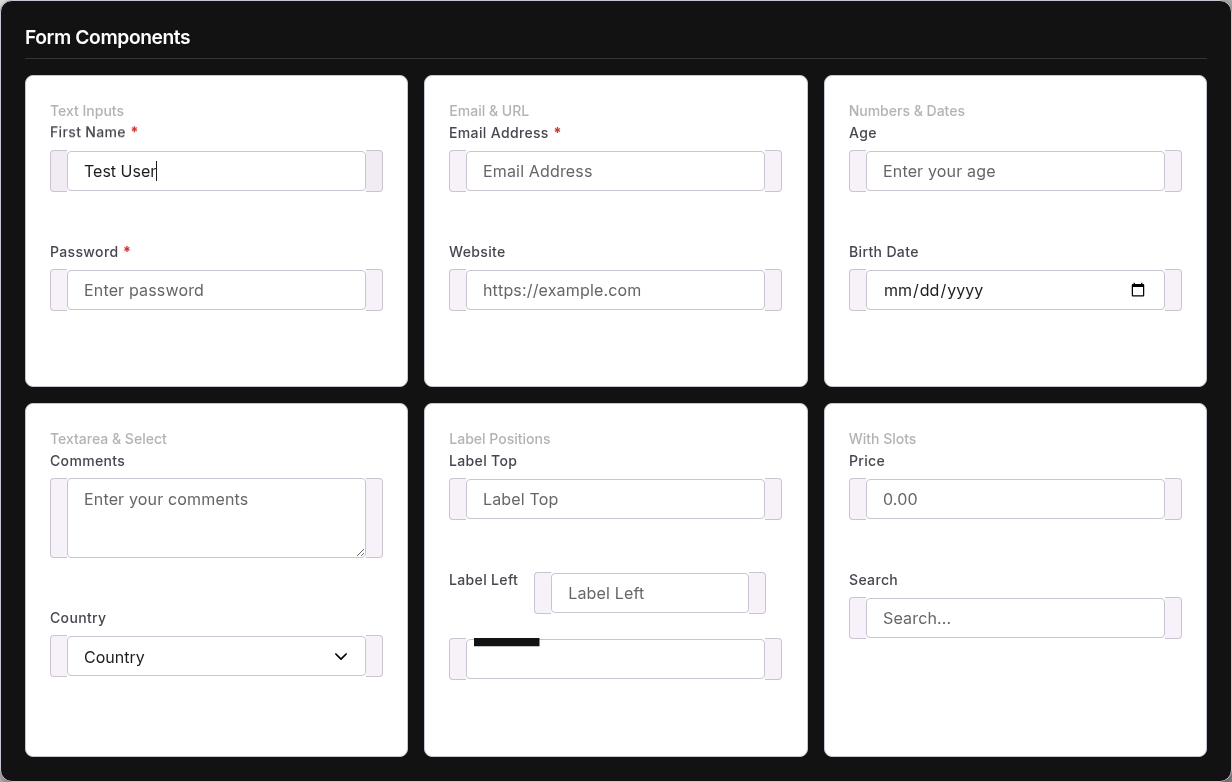 Form Components
Text Inputs
First Name *
Test User
Password *
Enter password
Email & URL
Email Address *
Email Address
Website
https://example.com
Numbers & Dates
Age
Enter your age
Birth Date
mm/dd/yyyy
Textarea & Select
Comments
Enter your comments
Country
Country
Label Positions
Label Top
Label Top
Label Left
Label Left
With Slots
Price
0.00
Search
Search...